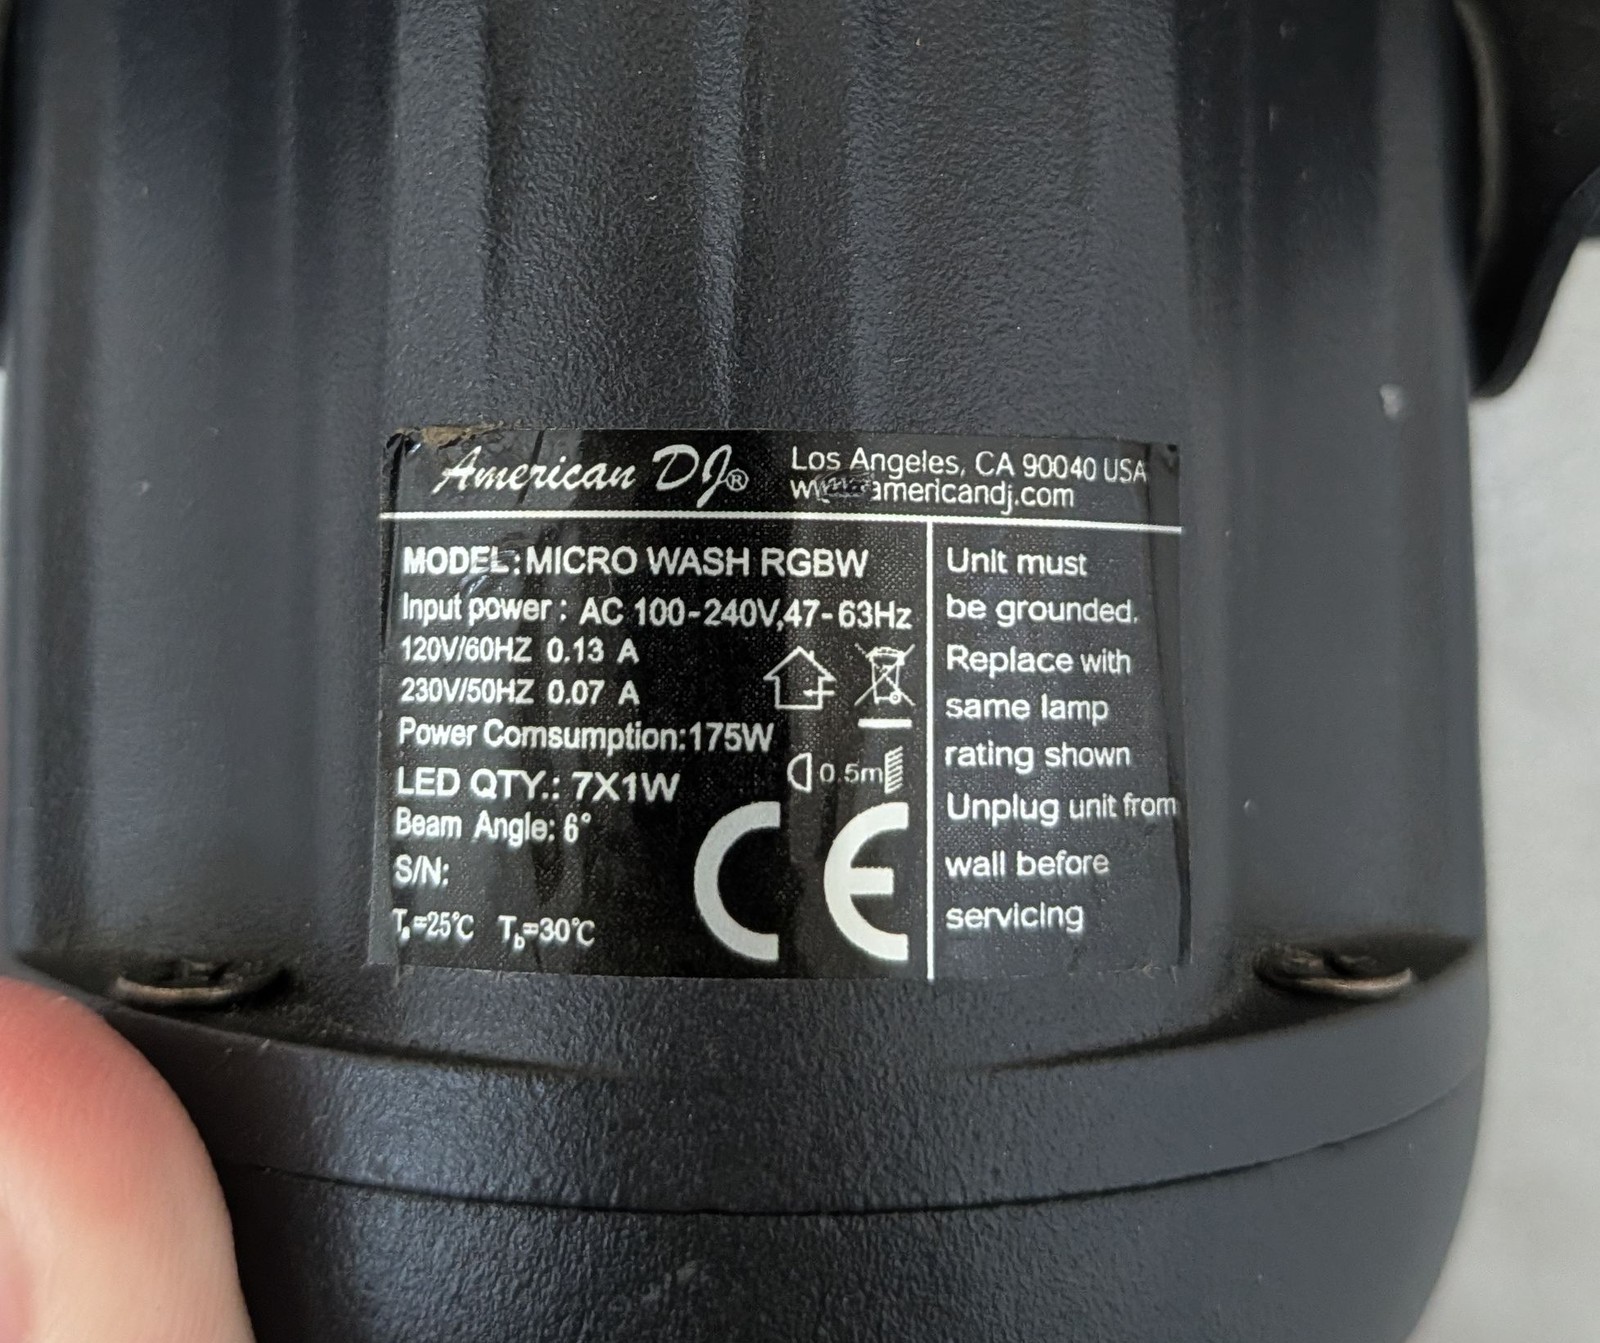 American DJ®
Los Angeles, CA 90040 USA
americandj.com
MODEL: MICRO WASH RGBW
Input power: AC 100-240V,47-63Hz
120V/60HZ 0.13 A
230V/50HZ 0.07 A
Power Comsumption:175W
LED QTY.: 7X1W
0.5m
Beam Angle: 6°
S/N:
Ta=25℃ Tb=30℃
CE
Unit must
be grounded.
Replace with
same lamp
rating shown
Unplug unit from
wall before
servicing